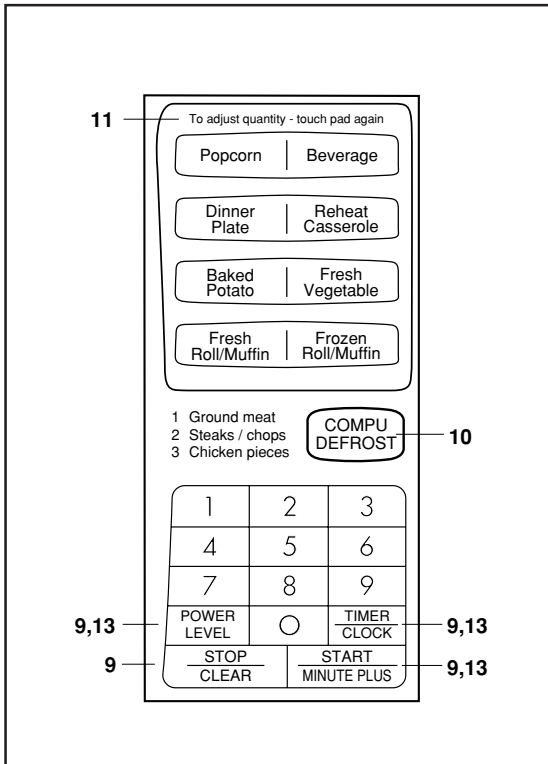 11 To adjust quantity - touch pad again
Popcorn Beverage
Dinner Plate
Reheat Casserole
Baked Potato
Fresh Vegetable
Fresh Roll/Muffin
Frozen Roll/Muffin
1 Ground meat
2 Steaks / chops
3 Chicken pieces
COMPU
DEFROST
10
1 2 3
4 5 6
7 8 9
9,13
POWER
LEVEL
0
TIMER
CLOCK
9,13
9
STOP
CLEAR
START
MINUTE PLUS
9,13